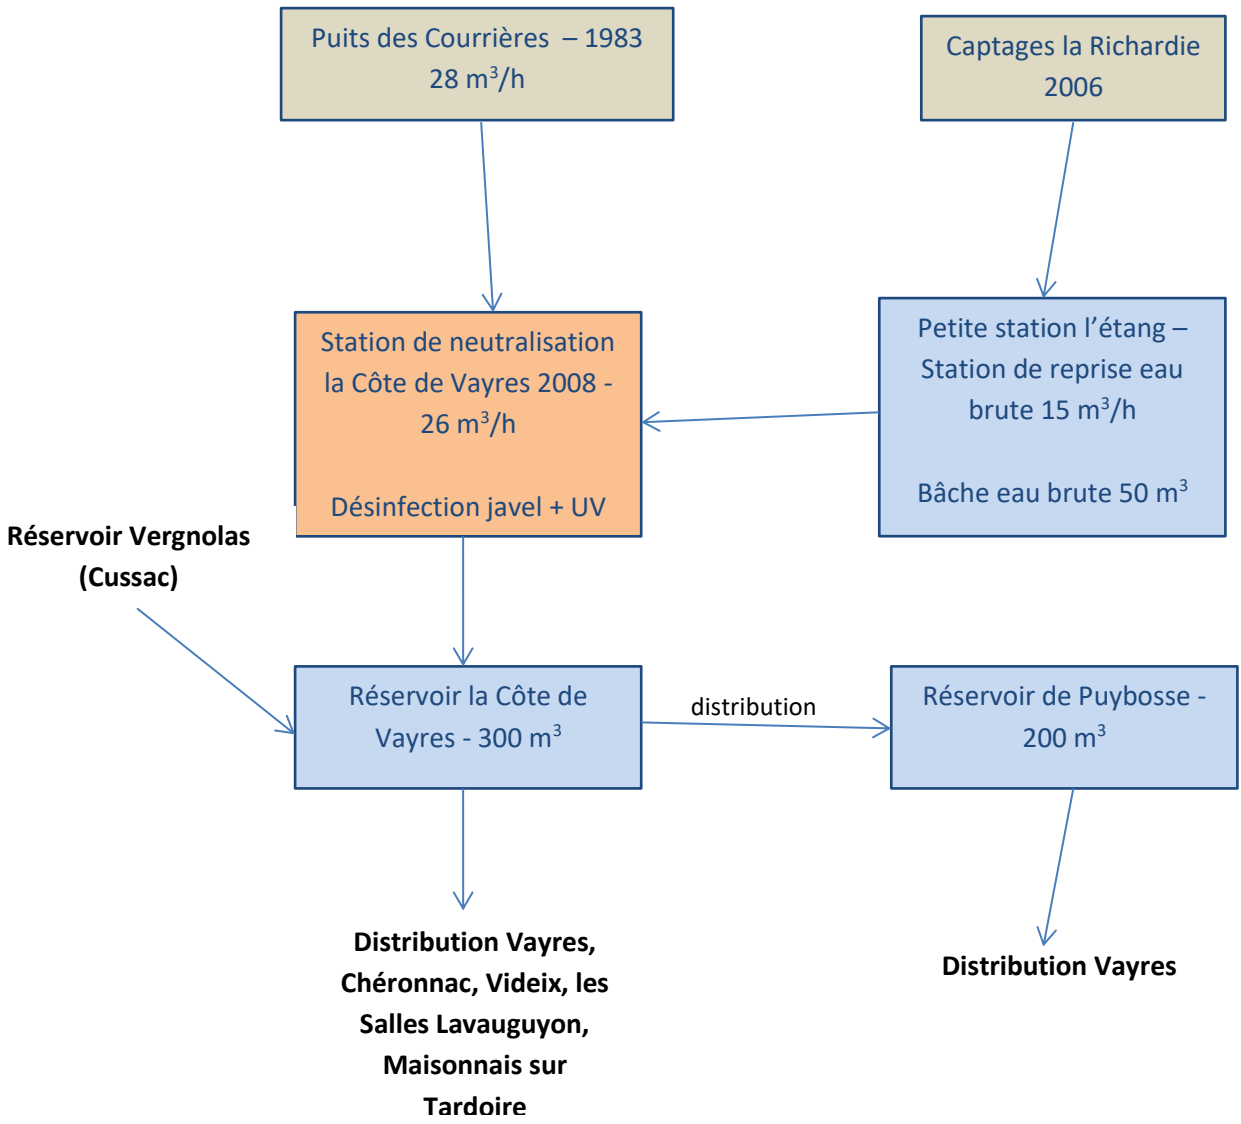 Puits des Courrières – 1983
28 m³/h
Captages la Richardie
2006
Station de neutralisation
la Côte de Vayres 2008 -
26 m³/h
Désinfection javel + UV
Petite station l’étang –
Station de reprise eau
brute 15 m³/h
Bâche eau brute 50 m³
Réservoir Vergnolas
(Cussac)
Réservoir la Côte de
Vayres - 300 m³
distribution
Réservoir de Puybosse -
200 m³
Distribution Vayres,
Chéronnac, Videix, les
Salles Lavauguyon,
Maisonnais sur
Tardoire
Distribution Vayres